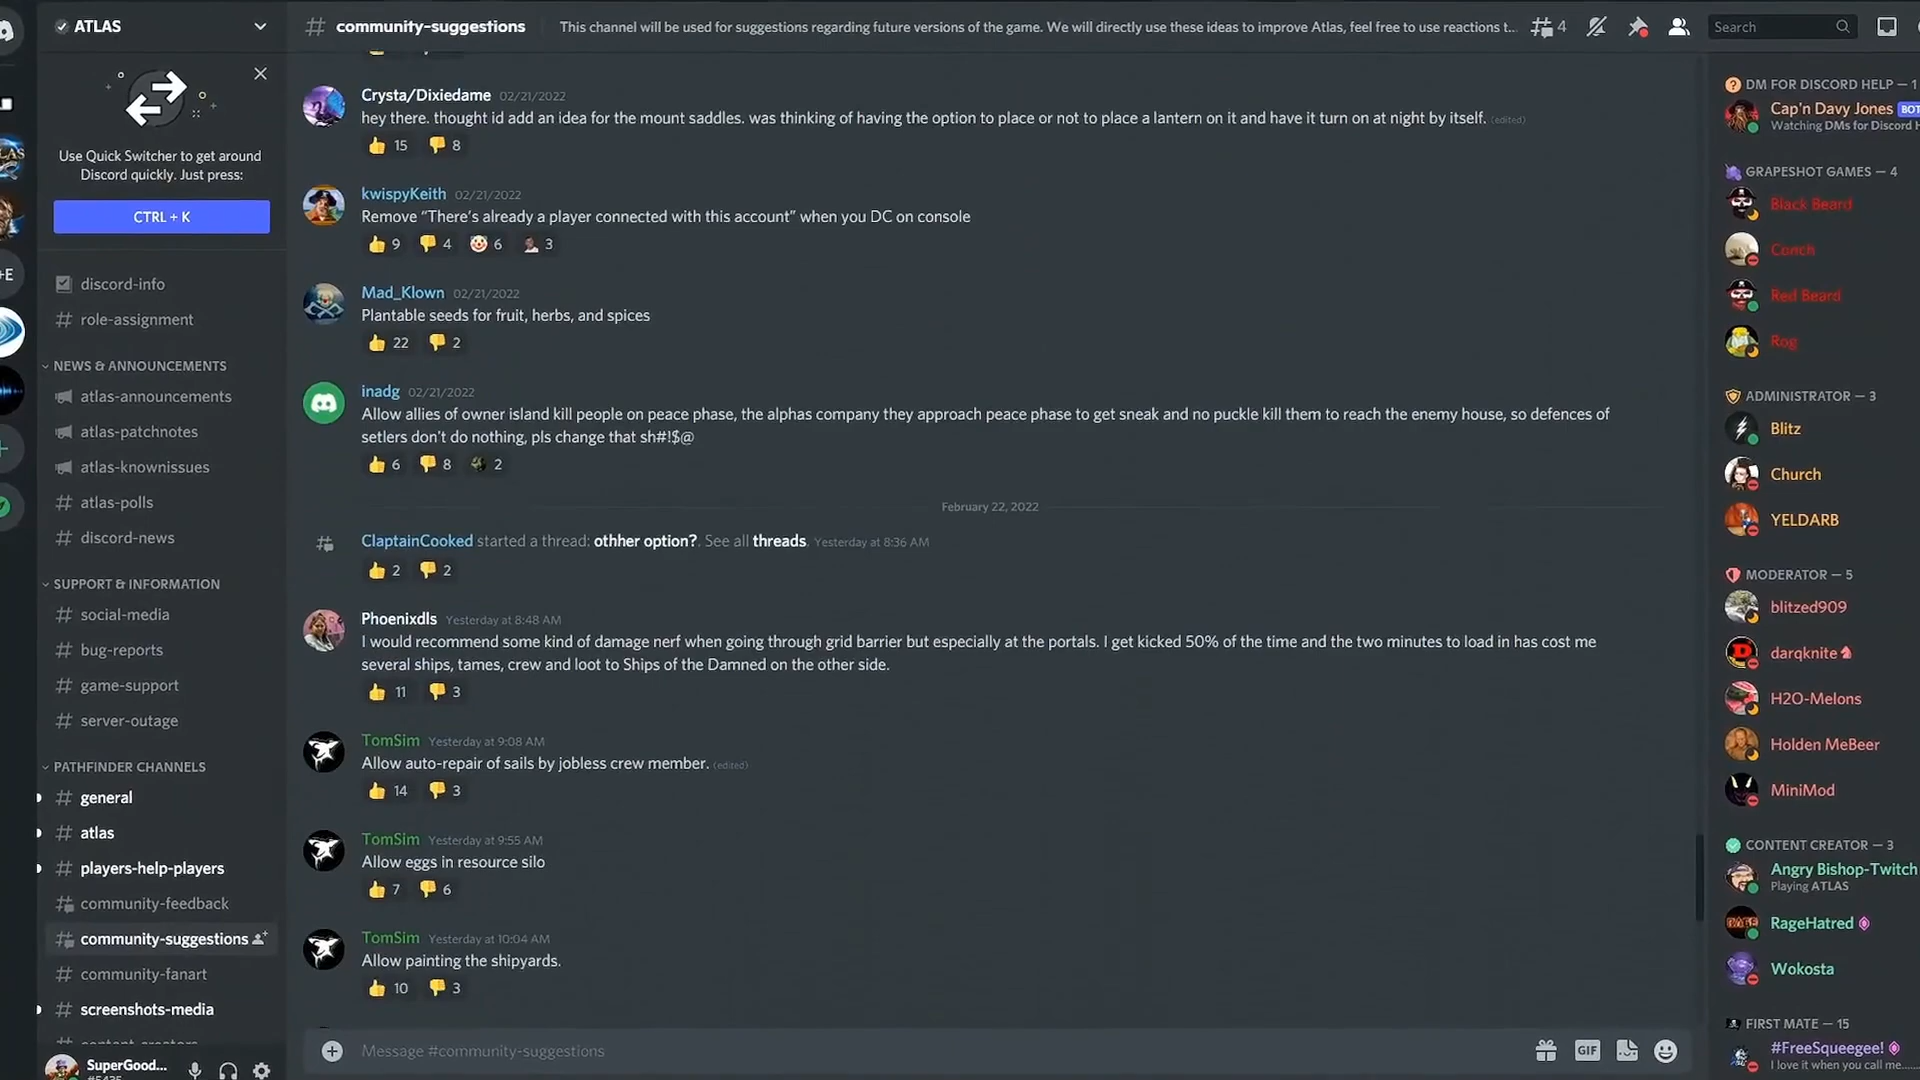 ATLAS
Use Quick Switcher to get around
Discord quickly. Just press:
CTRL + K
discord-info
role-assignment
NEWS & ANNOUNCEMENTS
atlas-announcements
atlas-patchnotes
atlas-knownissues
atlas-polls
discord-news
SUPPORT & INFORMATION
social-media
bug-reports
game-support
server-outage
PATHFINDER CHANNELS
general
atlas
players-help-players
community-feedback
community-suggestions
community-fanart
screenshots-media
SuperGood...
community-suggestions
This channel will be used for suggestions regarding future versions of the game. We will directly use these ideas to improve Atlas, feel free to use reactions t...
4
Search
Crysta/Dixiedame 02/21/2022
hey there. thought id add an idea for the mount saddles. was thinking of having the option to place or not to place a lantern on it and have it turn on at night by itself. (edited)
15 8
kwispyKeith 02/21/2022
Remove “There’s already a player connected with this account” when you DC on console
9 4 6 3
Mad_Klown 02/21/2022
Plantable seeds for fruit, herbs, and spices
22 2
inadg 02/21/2022
Allow allies of owner island kill people on peace phase, the alphas company they approach peace phase to get sneak and no puckle kill them to reach the enemy house, so defences of
setlers don't do nothing, pls change that sh#!$@
6 8 2
February 22, 2022
ClaptainCooked started a thread: othher option?. See all threads. Yesterday at 8:36 AM
2 2
Phoenixdls Yesterday at 8:48 AM
I would recommend some kind of damage nerf when going through grid barrier but especially at the portals. I get kicked 50% of the time and the two minutes to load in has cost me
several ships, tames, crew and loot to Ships of the Damned on the other side.
11 3
TomSim Yesterday at 9:08 AM
Allow auto-repair of sails by jobless crew member. (edited)
14 3
TomSim Yesterday at 9:55 AM
Allow eggs in resource silo
7 6
TomSim Yesterday at 10:04 AM
Allow painting the shipyards.
10 3
Message #community-suggestions
GIF
DM FOR DISCORD HELP — 1
Cap'n Davy Jones BOT
Watching DMs for Discord H
GRAPESHOT GAMES — 4
Black Beard
Conch
Red Beard
Rog
ADMINISTRATOR — 3
Blitz
Church
YELDARB
MODERATOR — 5
blitzed909
darqknite
H2O-Melons
Holden MeBeer
MiniMod
CONTENT CREATOR — 3
Angry Bishop-Twitch
Playing ATLAS
RageHatred
Wokosta
FIRST MATE — 15
#FreeSqueegee!
I love it when you call me......